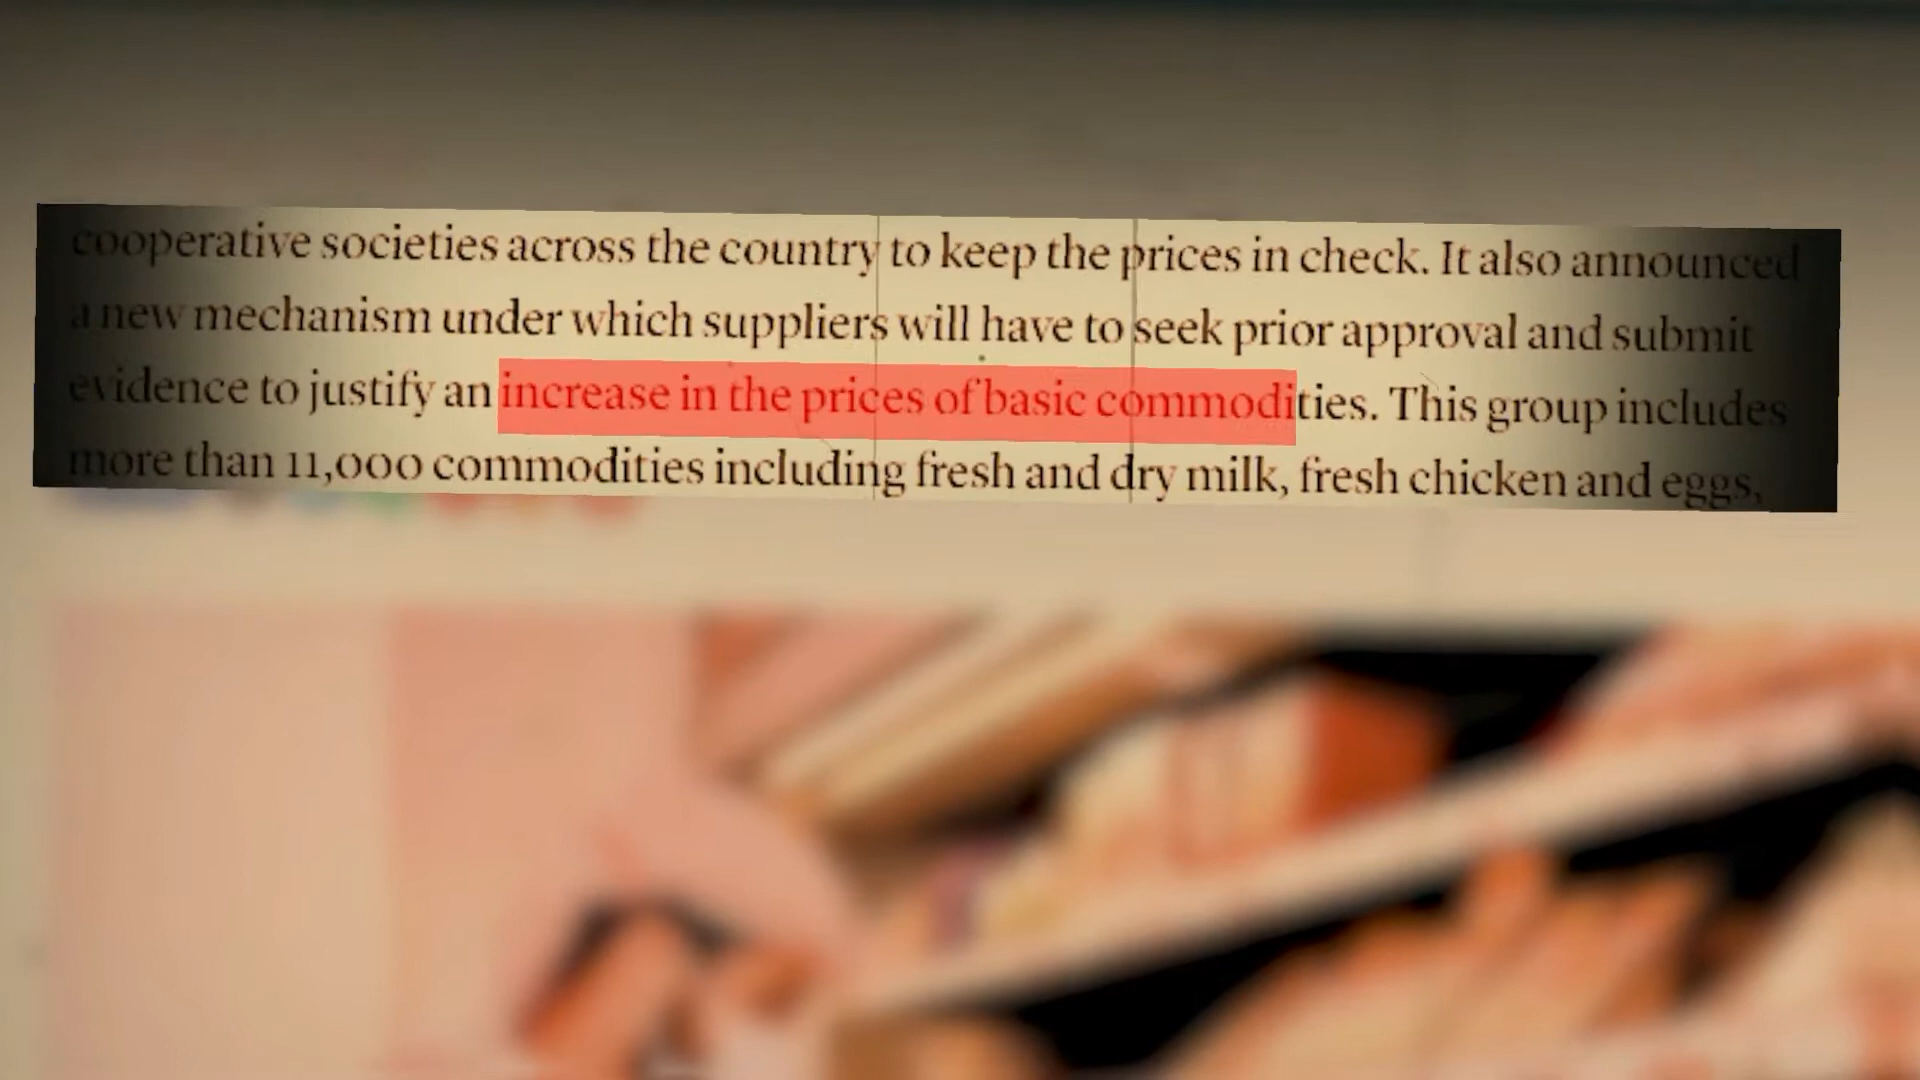 cooperative societies across the country to keep the prices in check. It also announced
a new mechanism under which suppliers will have to seek prior approval and submit
evidence to justify an increase in the prices of basic commodities. This group includes
more than 11,000 commodities including fresh and dry milk, fresh chicken and eggs,